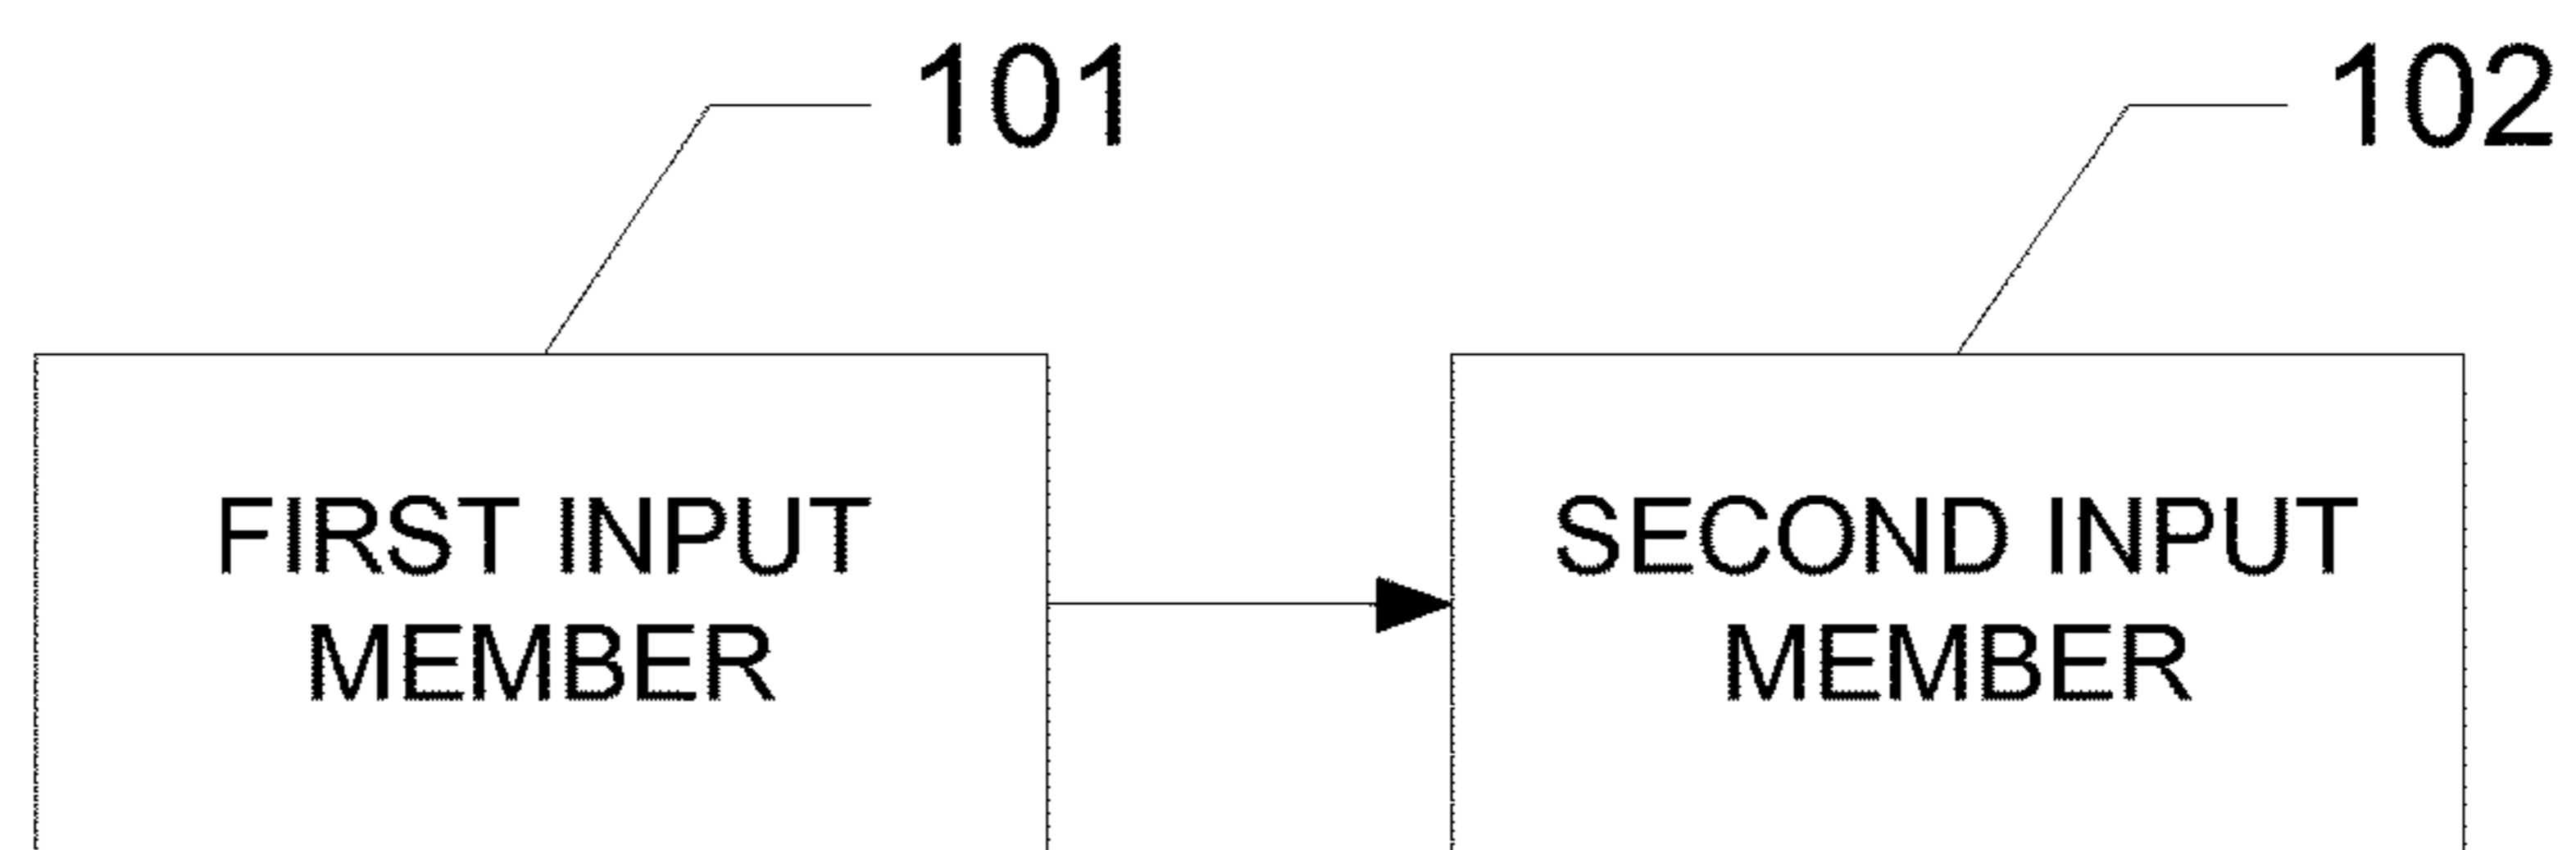 101
102
FIRST INPUT
MEMBER
SECOND INPUT
MEMBER